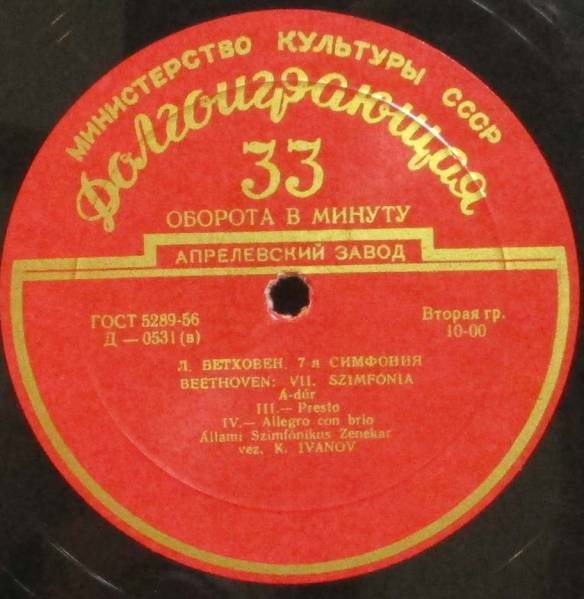 МИНИСТЕРСТВО КУЛЬТУРЫ СССР
Долгоиграющая
33
ОБОРОТА В МИНУТУ
АПРЕЛЕВСКИЙ ЗАВОД
ГОСТ 5289-56
Д — 0531 (в)
Вторая гр.
10-00
Л. БЕТХОВЕН, 7 я СИМФОНИЯ
BEETHOVEN: VII. SZIMFÓNIA
A-dúr
III.— Presto
IV.— Allegro con brio
Állami Szimfónikus Zenekar
vez. K. IVANOV